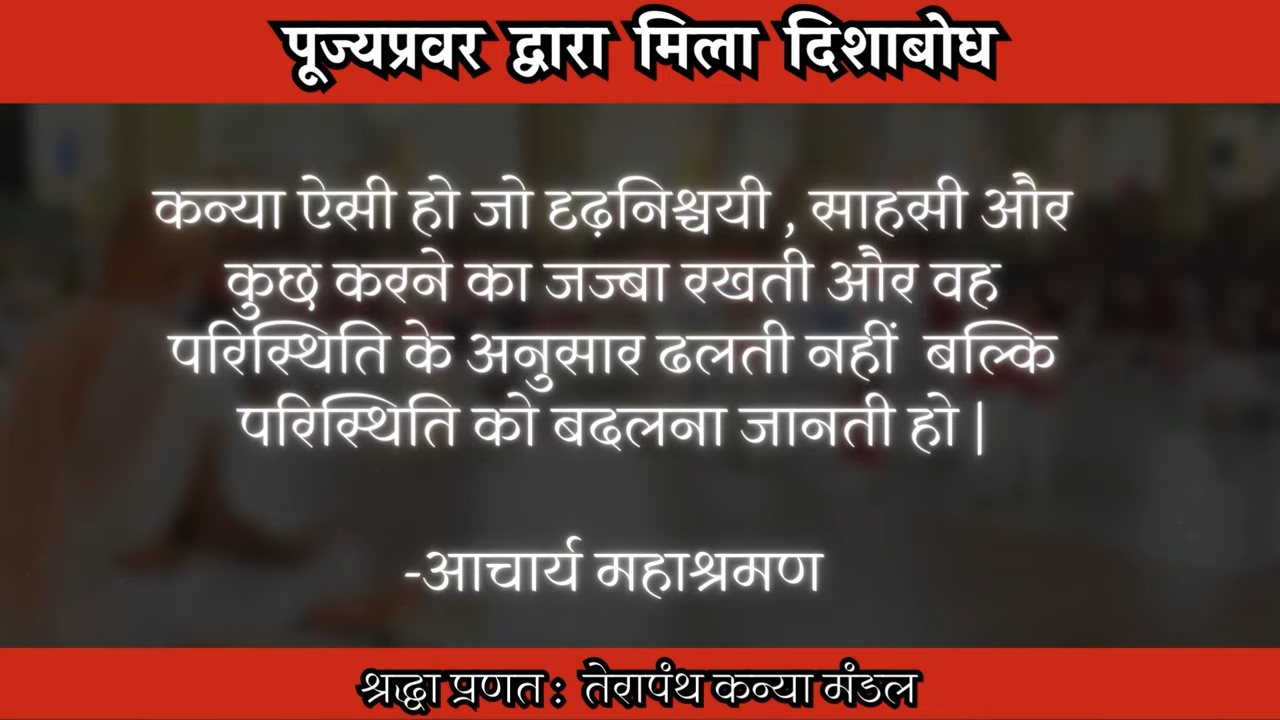 पूज्यप्रवर द्वारा मिला दिशाबोध
कन्या ऐसी हो जो दृढ़निश्चयी , साहसी और
कुछ करने का जज्बा रखती और वह
परिस्थिति के अनुसार ढलती नहीं बल्कि
परिस्थिति को बदलना जानती हो |
-आचार्य महाश्रमण
श्रद्धा प्रणत : तेरापंथ कन्या मंडल